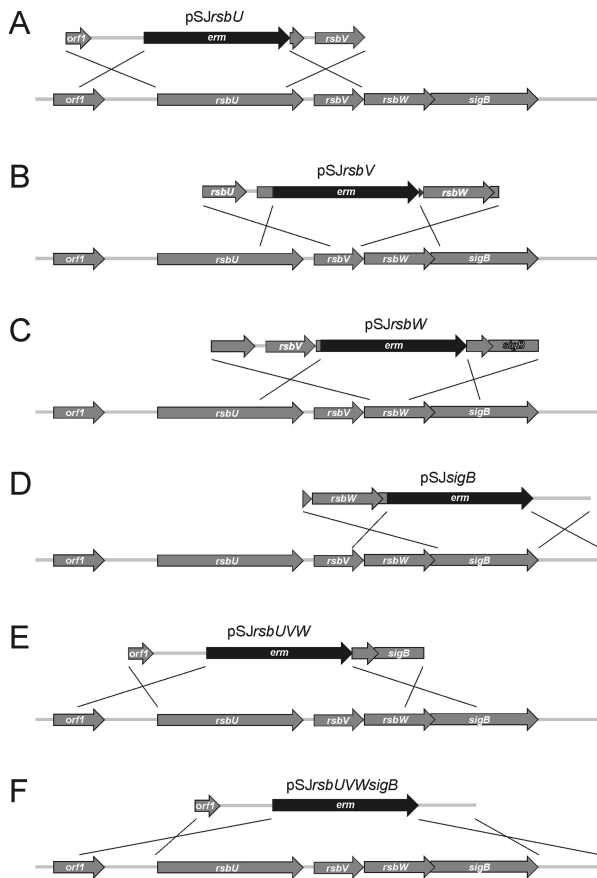 A
pSJrsbU
orf1 erm rsbV
orf1 rsbU rsbV rsbW sigB
B
pSJrsbV
rsbU erm rsbW
orf1 rsbU rsbV rsbW sigB
C
pSJrsbW
rsbV erm sigB
orf1 rsbU rsbV rsbW sigB
D
pSJsigB
rsbW erm
orf1 rsbU rsbV rsbW sigB
E
pSJrsbUVW
orf1 erm sigB
orf1 rsbU rsbV rsbW sigB
F
pSJrsbUVWsigB
orf1 erm
orf1 rsbU rsbV rsbW sigB